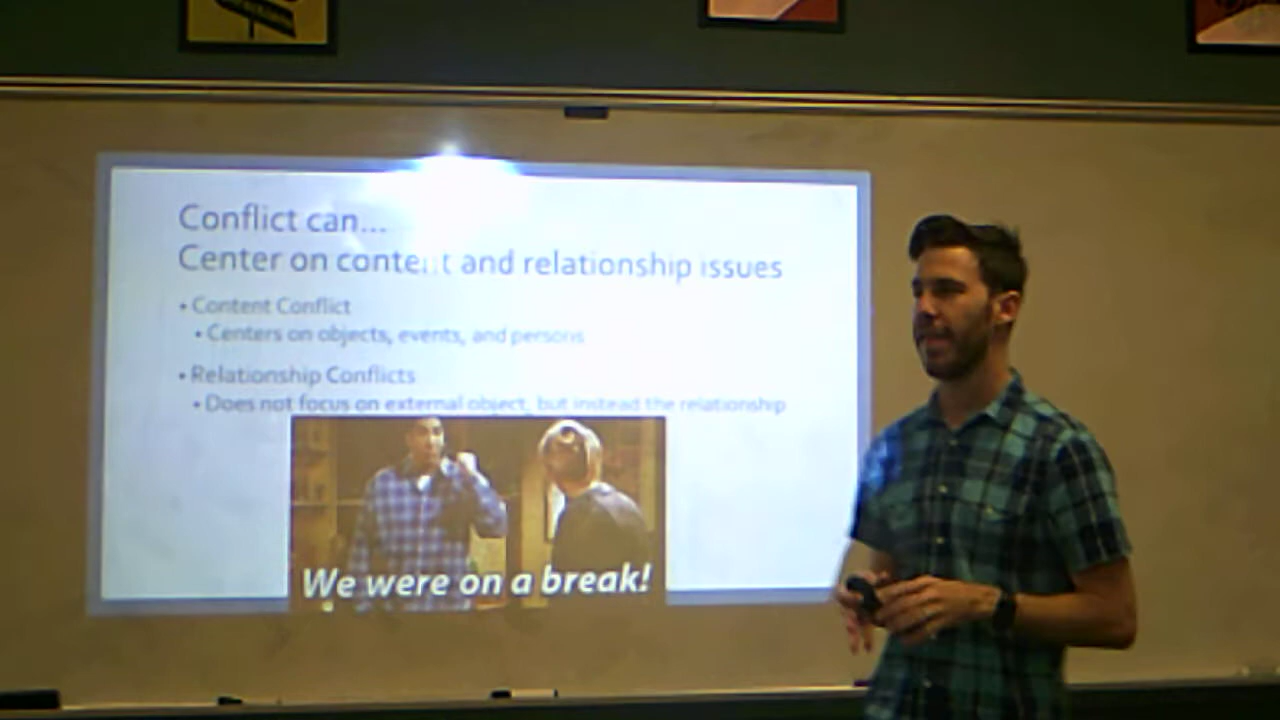 Conflict can...
Center on content and relationship issues
• Content Conflict
• Centers on objects, events, and persons
• Relationship Conflicts
• Does not focus on external object, but instead the relationship
We were on a break!